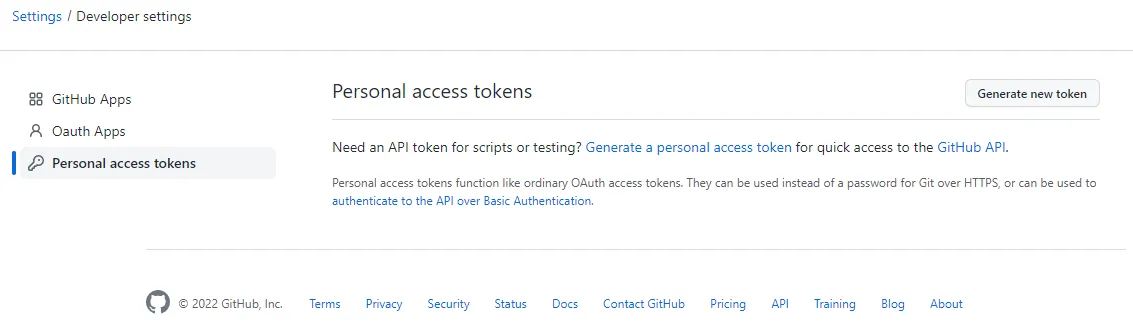 Settings / Developer settings
GitHub Apps
Oauth Apps
Personal access tokens
Personal access tokens
Generate new token
Need an API token for scripts or testing? Generate a personal access token for quick access to the GitHub API.
Personal access tokens function like ordinary OAuth access tokens. They can be used instead of a password for Git over HTTPS, or can be used to
authenticate to the API over Basic Authentication.
© 2022 GitHub, Inc. Terms Privacy Security Status Docs Contact GitHub Pricing API Training Blog About